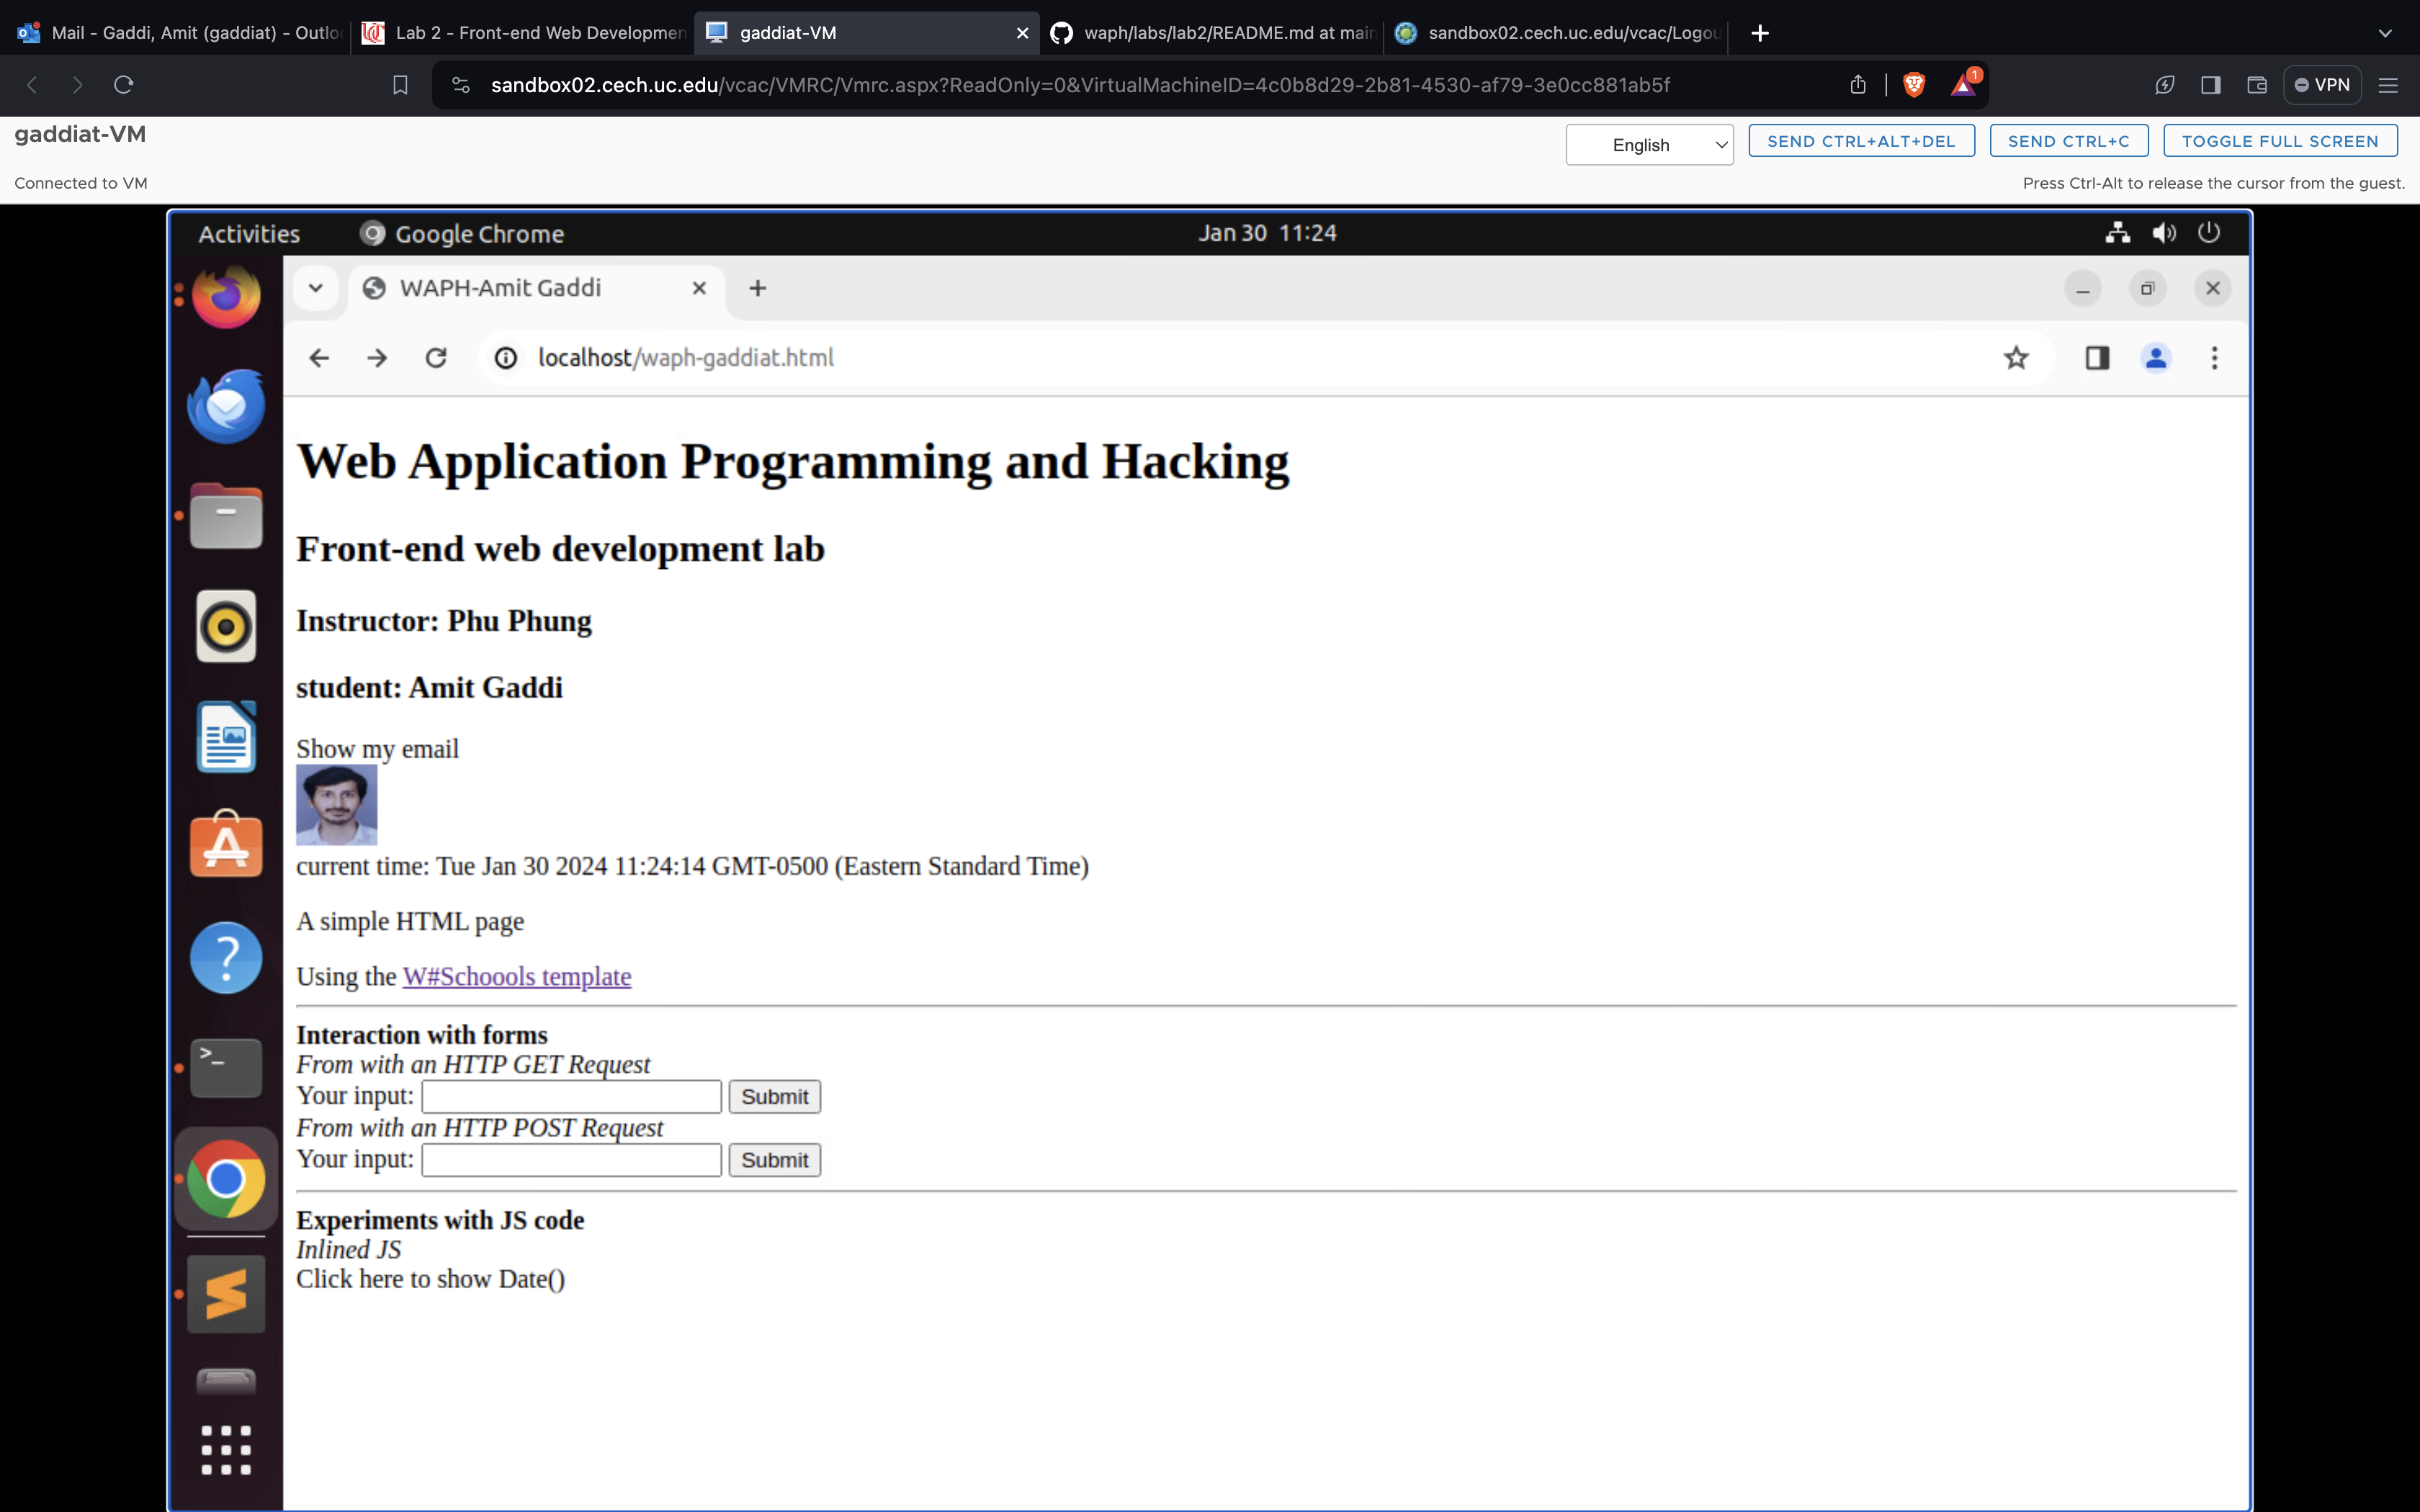 Mail - Gaddi, Amit (gaddiat) - Outlo
Lab 2 - Front-end Web Developmen
gaddiat-VM
waph/labs/lab2/README.md at main
sandbox02.cech.uc.edu/vcac/Logou
sandbox02.cech.uc.edu/vcac/VMRC/Vmrc.aspx?ReadOnly=0&VirtualMachineID=4c0b8d29-2b81-4530-af79-3e0cc881ab5f
1
VPN
gaddiat-VM
English
SEND CTRL+ALT+DEL
SEND CTRL+C
TOGGLE FULL SCREEN
Connected to VM
Press Ctrl-Alt to release the cursor from the guest.
Activities
Google Chrome
Jan 30 11:24
WAPH-Amit Gaddi
localhost/waph-gaddiat.html
Web Application Programming and Hacking
Front-end web development lab
Instructor: Phu Phung
student: Amit Gaddi
Show my email
current time: Tue Jan 30 2024 11:24:14 GMT-0500 (Eastern Standard Time)
A simple HTML page
Using the W#Schoools template
Interaction with forms
From with an HTTP GET Request
Your input: Submit
From with an HTTP POST Request
Your input: Submit
Experiments with JS code
Inlined JS
Click here to show Date()